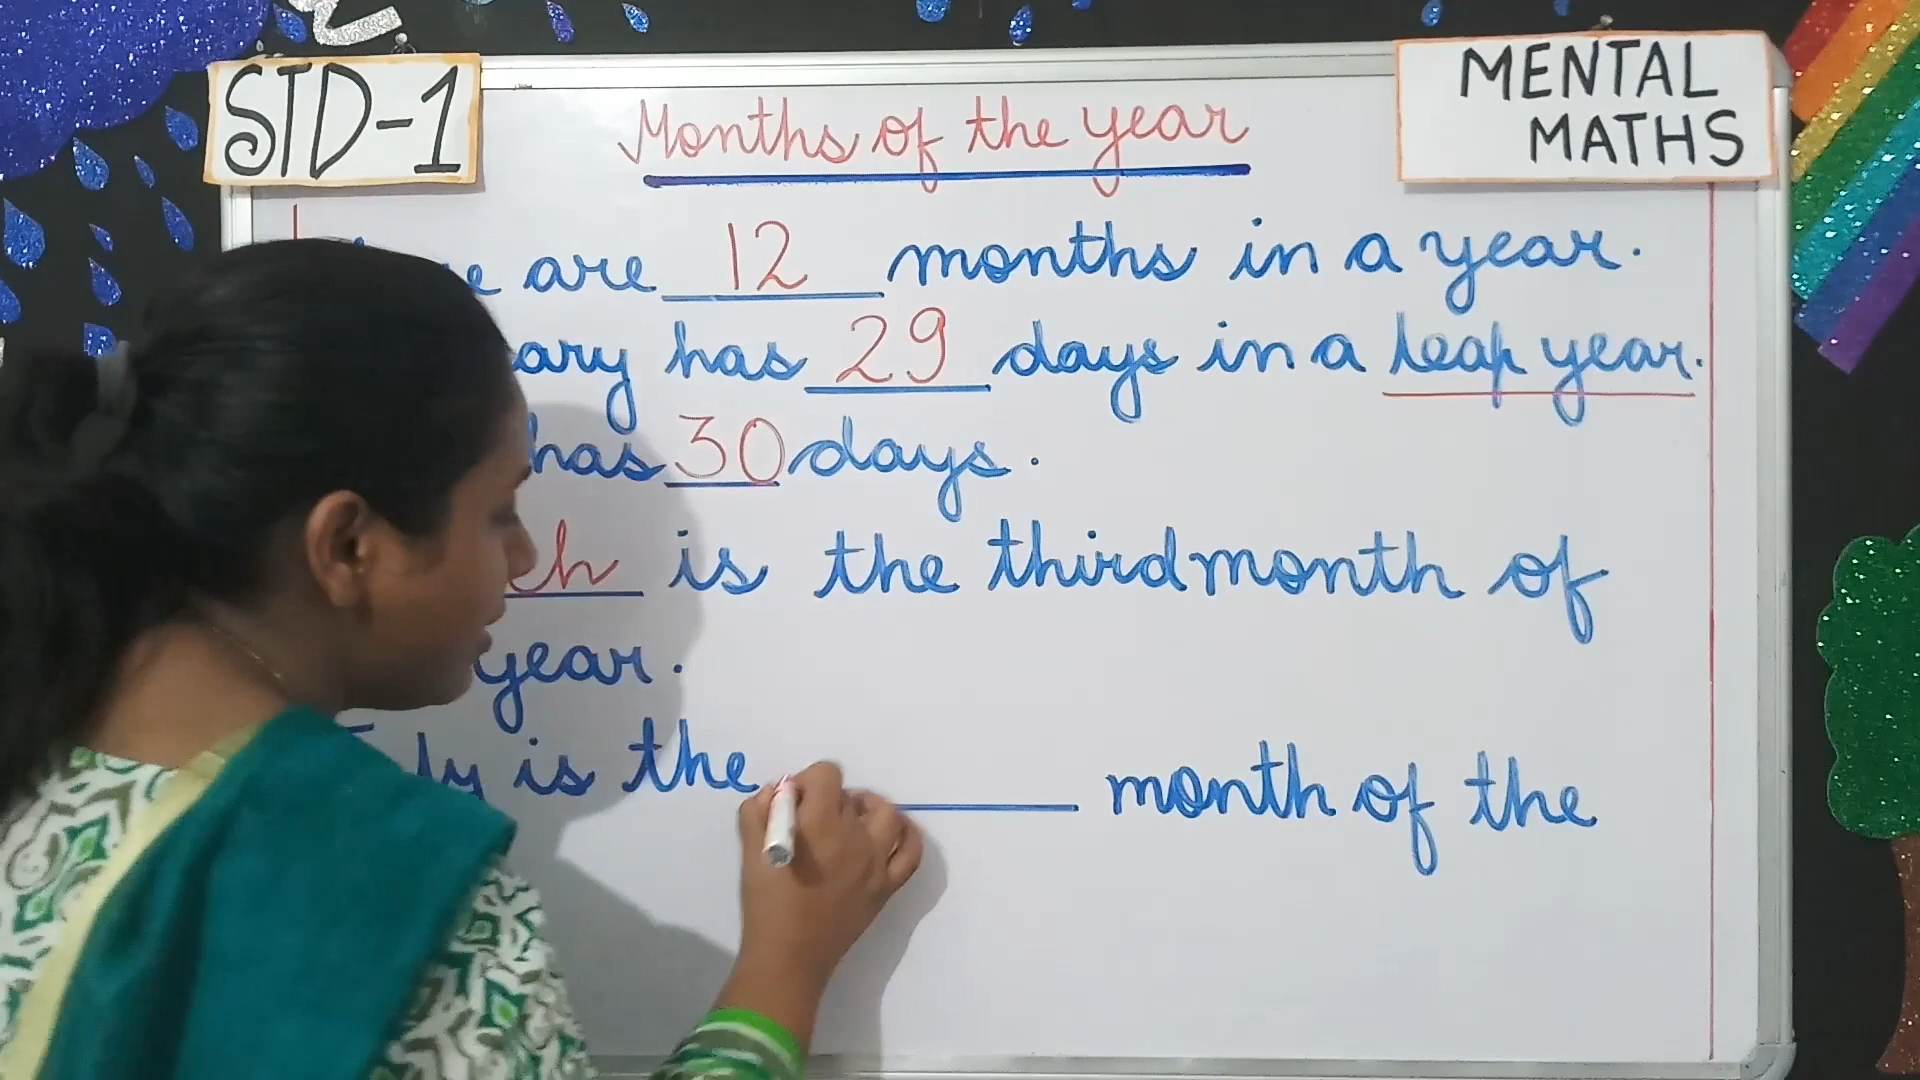 STD-1
Months of the year
MENTAL
MATHS
are 12 months in a year.
has 29 days in a leap year.
has 30 days.
is the third month of
year.
is the month of the